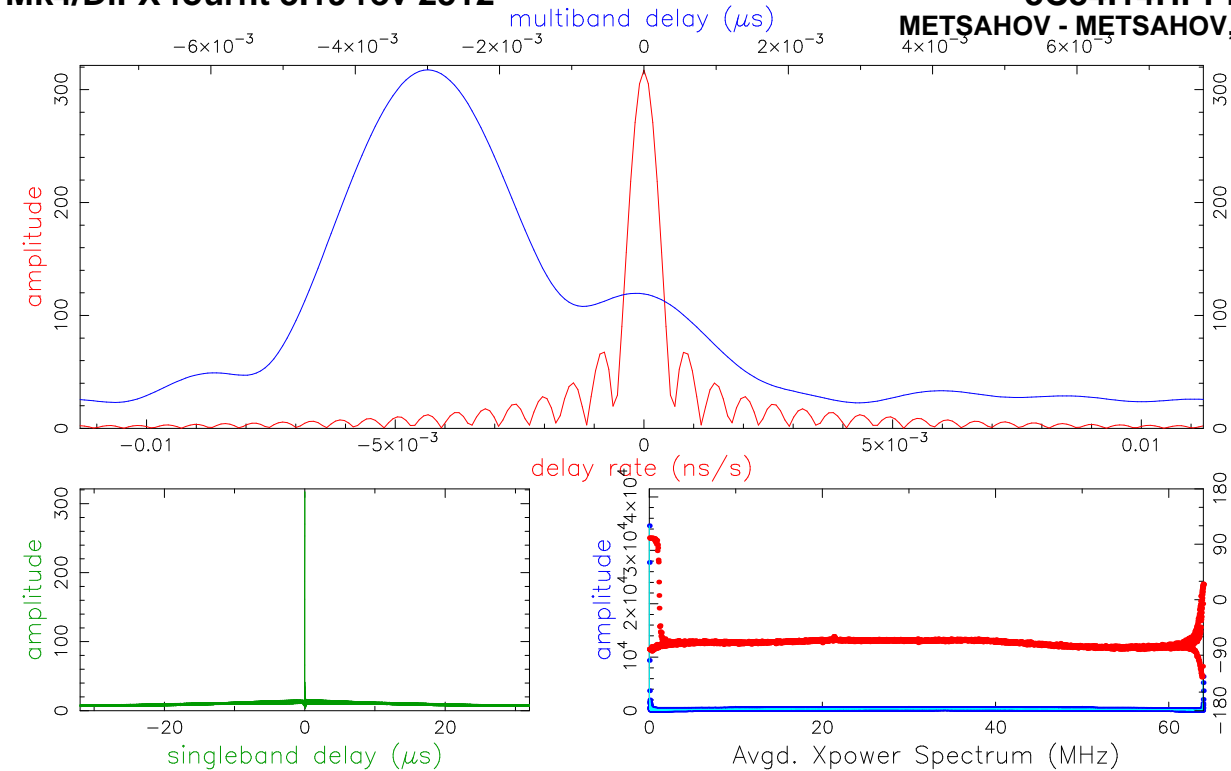 multiband delay (μs)
METSAHOV - METSAHOV,
−6×10⁻³ −4×10⁻³ −2×10⁻³ 0 2×10⁻³ 4×10⁻³ 6×10⁻³
amplitude
0 100 200 300
0 100 200 300
−0.01 −5×10⁻³ 0 5×10⁻³ 0.01
delay rate (ns/s)
amplitude
0 100 200 300
−20 0 20
singleband delay (μs)
amplitude
0 10⁴ 2×10⁴ 3×10⁴ 4×10⁴
−180 −90 0 90 180
0 20 40 60
Avgd. Xpower Spectrum (MHz)